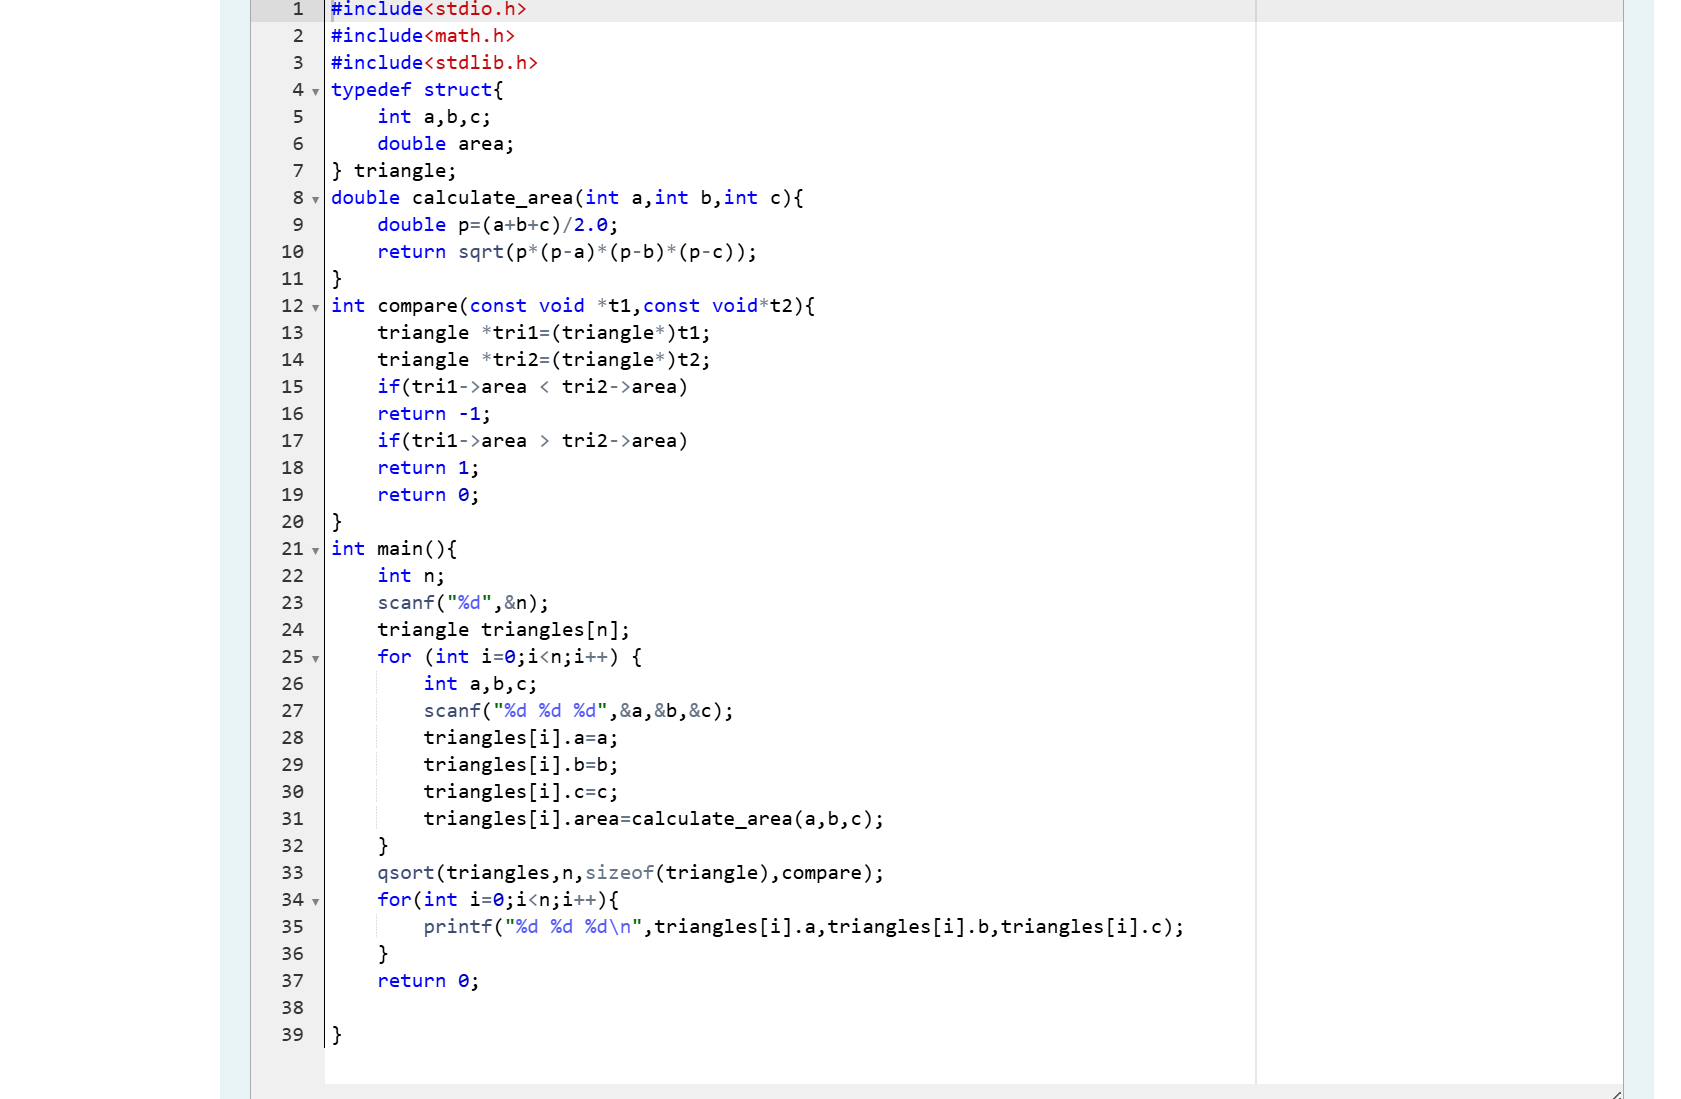 1 #include<stdio.h>
2 #include<math.h>
3 #include<stdlib.h>
4 typedef struct{
5     int a,b,c;
6     double area;
7 } triangle;
8 double calculate_area(int a,int b,int c){
9     double p=(a+b+c)/2.0;
10     return sqrt(p*(p-a)*(p-b)*(p-c));
11 }
12 int compare(const void *t1,const void*t2){
13     triangle *tri1=(triangle*)t1;
14     triangle *tri2=(triangle*)t2;
15     if(tri1->area < tri2->area)
16     return -1;
17     if(tri1->area > tri2->area)
18     return 1;
19     return 0;
20 }
21 int main(){
22     int n;
23     scanf("%d",&n);
24     triangle triangles[n];
25     for (int i=0;i<n;i++) {
26         int a,b,c;
27         scanf("%d %d %d",&a,&b,&c);
28         triangles[i].a=a;
29         triangles[i].b=b;
30         triangles[i].c=c;
31         triangles[i].area=calculate_area(a,b,c);
32     }
33     qsort(triangles,n,sizeof(triangle),compare);
34     for(int i=0;i<n;i++){
35         printf("%d %d %d\n",triangles[i].a,triangles[i].b,triangles[i].c);
36     }
37     return 0;
38
39 }